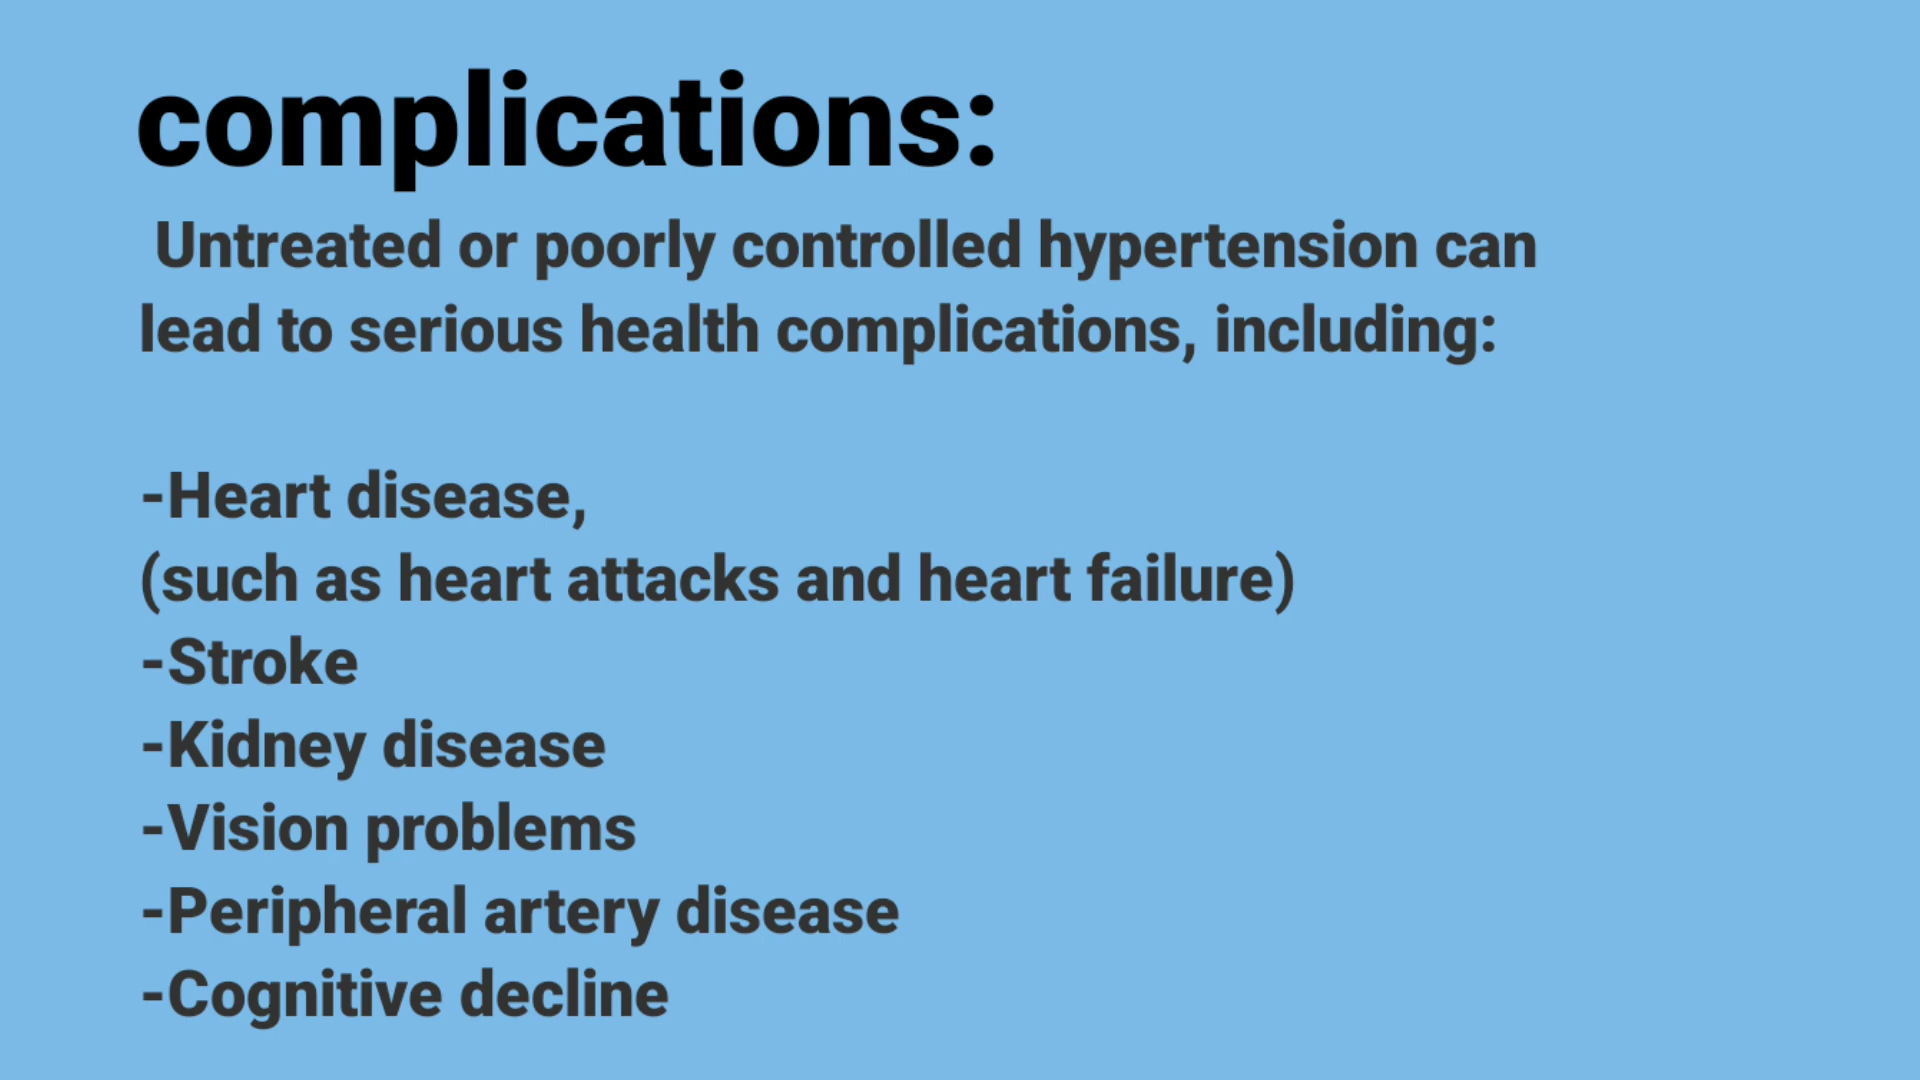 complications:
Untreated or poorly controlled hypertension can
lead to serious health complications, including:
-Heart disease,
(such as heart attacks and heart failure)
-Stroke
-Kidney disease
-Vision problems
-Peripheral artery disease
-Cognitive decline